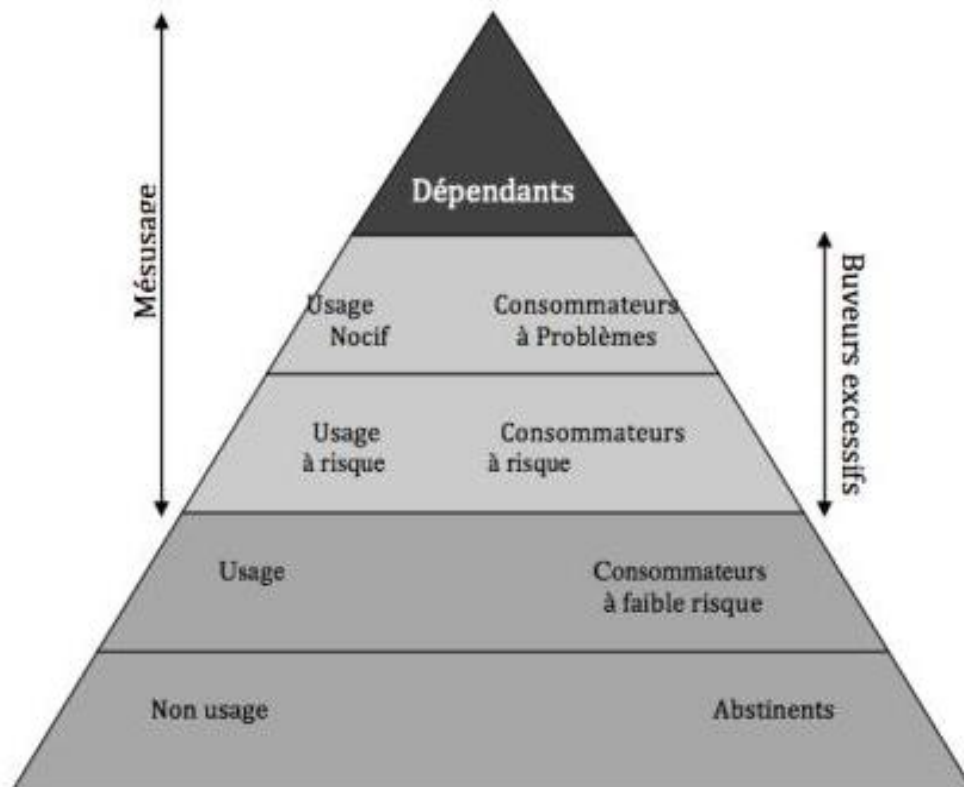 Mésusage
Dépendants
Buveurs excessifs
Usage
Nocif
Consommateurs
à Problèmes
Usage
à risque
Consommateurs
à risque
Usage
Consommateurs
à faible risque
Non usage
Abstinents